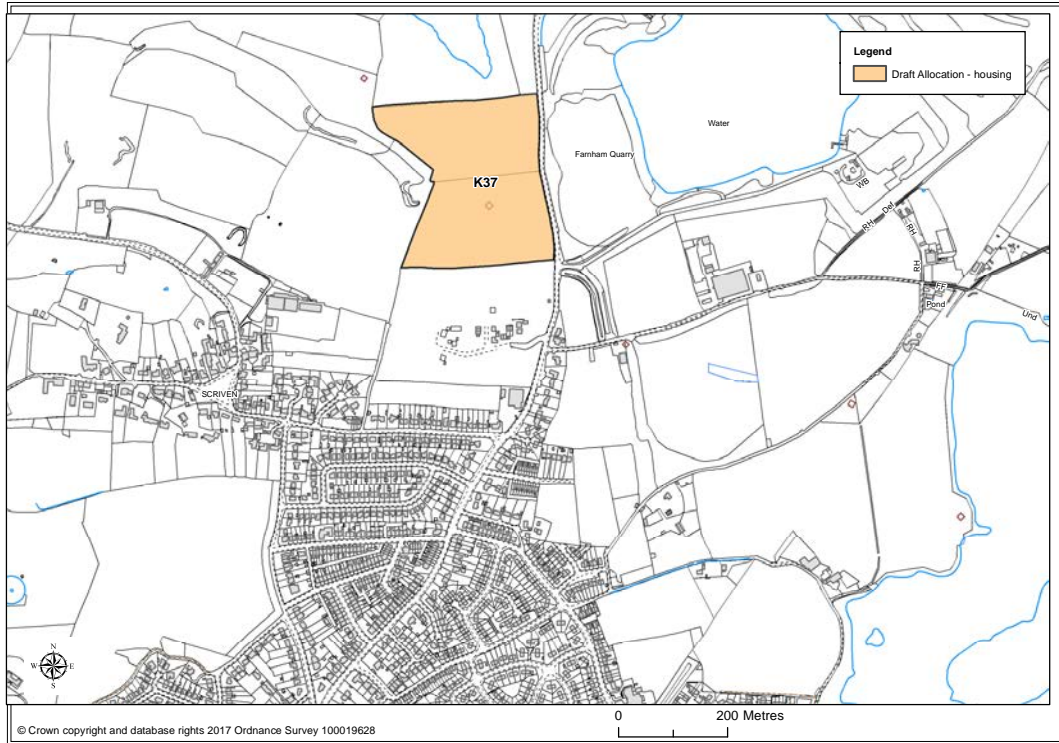 Legend
Draft Allocation - housing
Water
Farnham Quarry
K37
WB
RH
Def
RH
RH
FF
Pond
Und
SCRIVEN
N
W
E
S
0
200 Metres
© Crown copyright and database rights 2017 Ordnance Survey 100019628